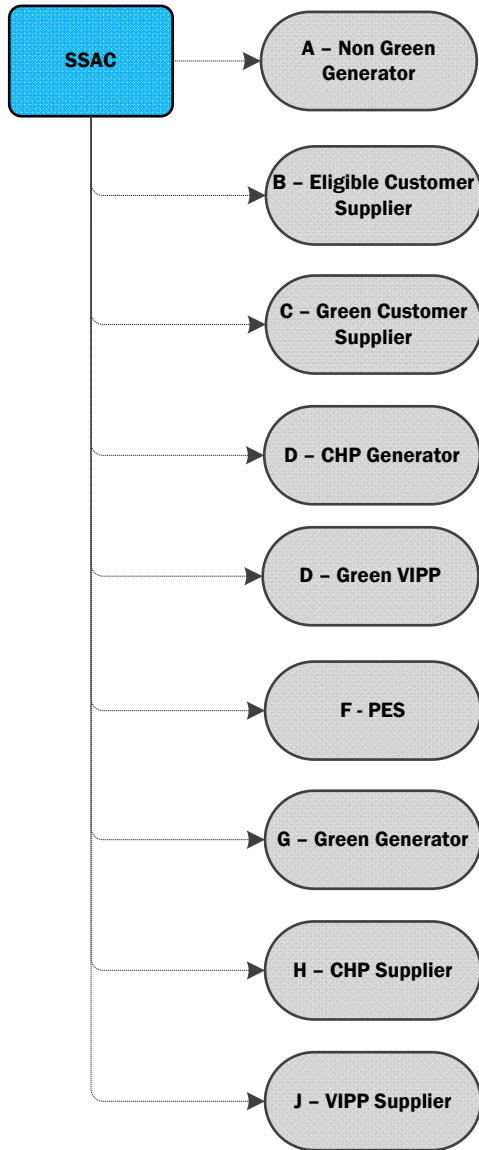 SSAC
A – Non Green
Generator
B – Eligible Customer
Supplier
C – Green Customer
Supplier
D – CHP Generator
D – Green VIPP
F - PES
G – Green Generator
H – CHP Supplier
J – VIPP Supplier